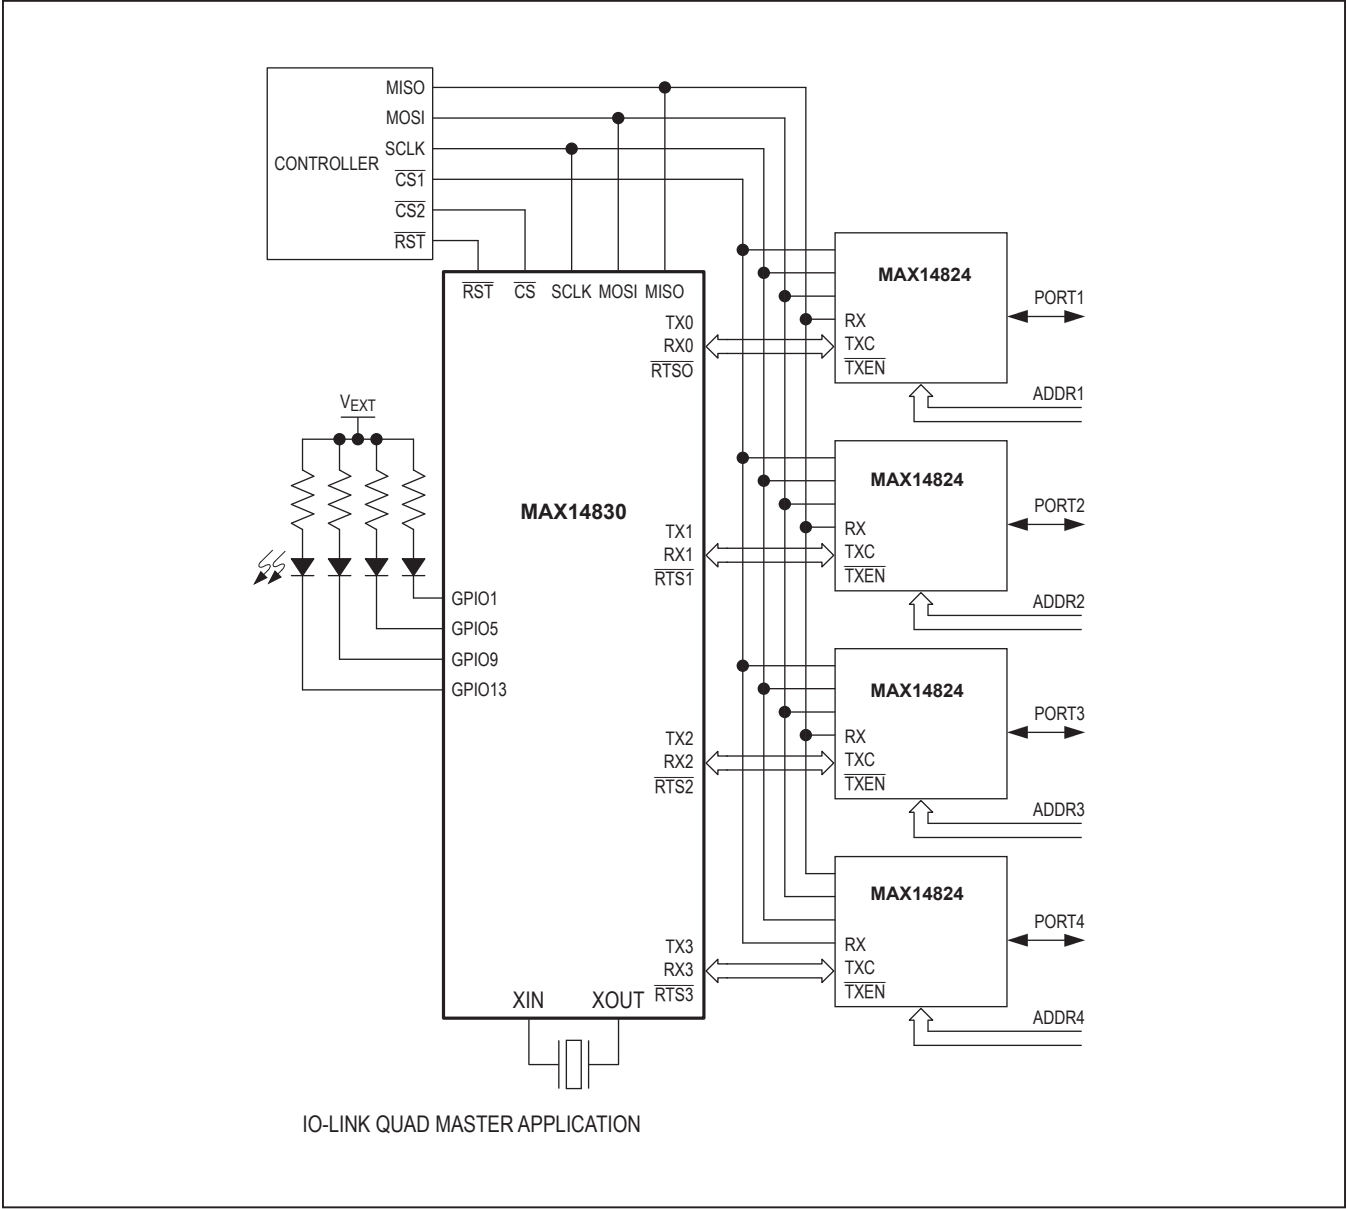 CONTROLLER
MISO
MOSI
SCLK
CS1
CS2
RST
RST CS SCLK MOSI MISO
MAX14830
TX0
RX0
RTSO
TX1
RX1
RTS1
TX2
RX2
RTS2
TX3
RX3
RTS3
VEXT
GPIO1
GPIO5
GPIO9
GPIO13
XIN XOUT
MAX14824
RX
TXC
TXEN
PORT1
ADDR1
MAX14824
RX
TXC
TXEN
PORT2
ADDR2
MAX14824
RX
TXC
TXEN
PORT3
ADDR3
MAX14824
RX
TXC
TXEN
PORT4
ADDR4
IO-LINK QUAD MASTER APPLICATION